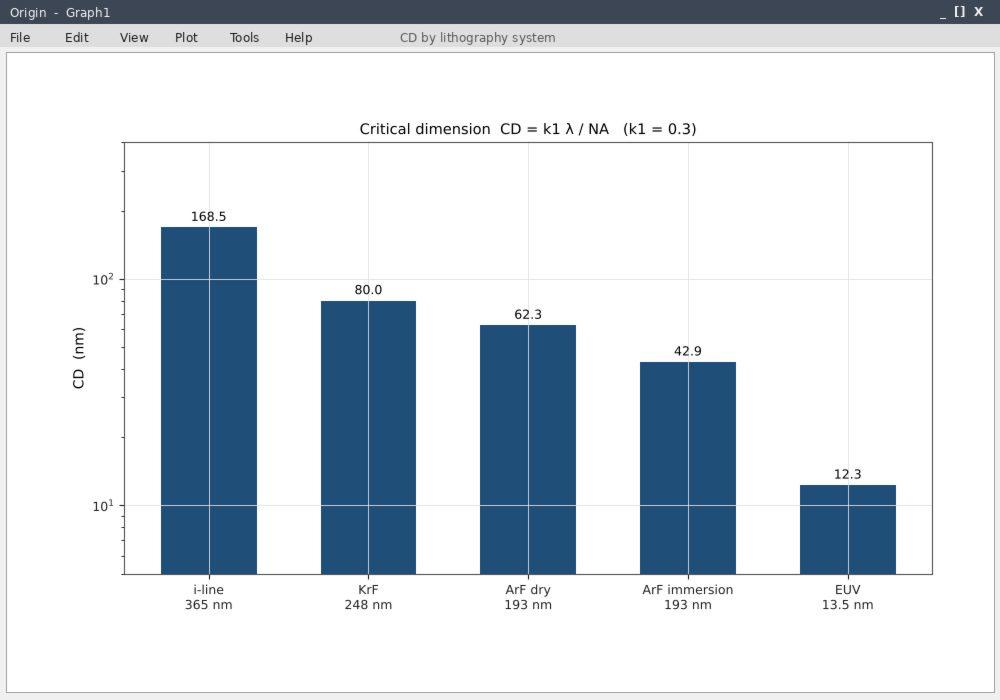 Origin - Graph1
_ [] X
File Edit View Plot Tools Help CD by lithography system
Critical dimension CD = k1 λ / NA (k1 = 0.3)
168.5
80.0
62.3
42.9
12.3
10²
10¹
CD (nm)
i-line KrF ArF dry ArF immersion EUV
365 nm 248 nm 193 nm 193 nm 13.5 nm